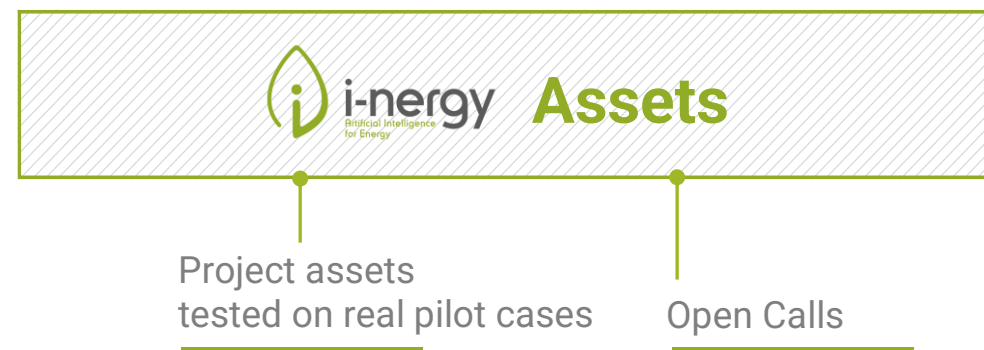 i-nergy Assets
Artificial Intelligence
for Energy
Project assets
tested on real pilot cases
Open Calls